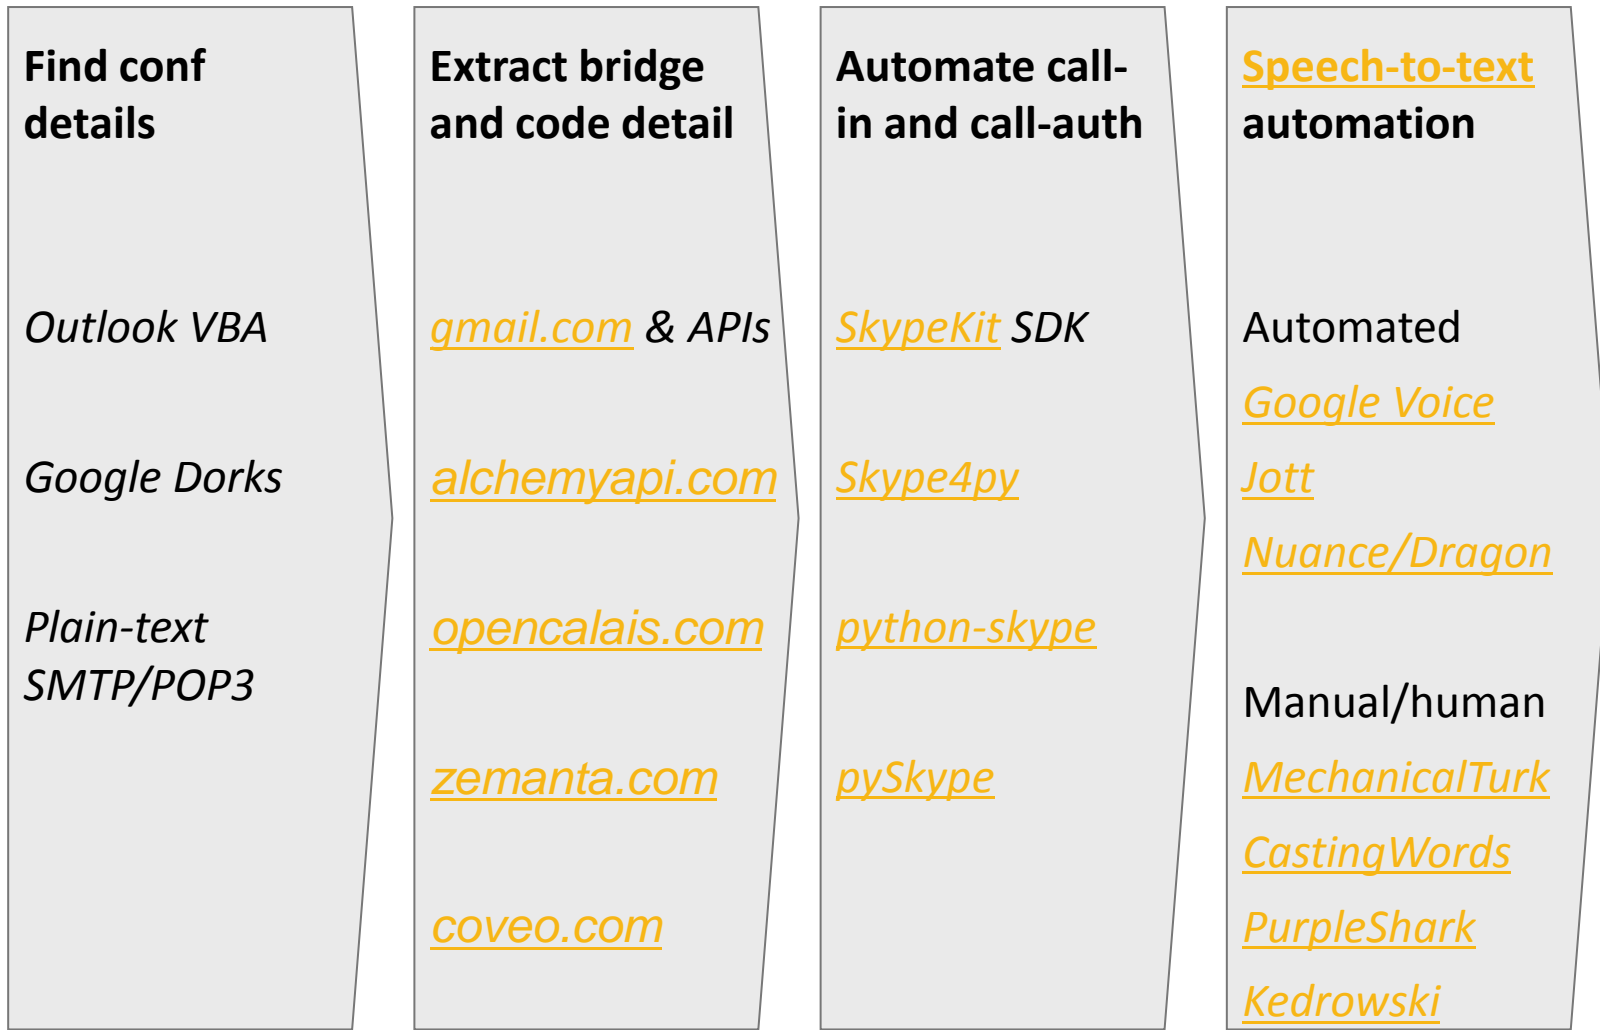 Find conf
details
Outlook VBA
Google Dorks
Plain-text
SMTP/POP3
Extract bridge
and code detail
gmail.com & APIs
alchemyapi.com
opencalais.com
zemanta.com
coveo.com
Automate call-
in and call-auth
SkypeKit SDK
Skype4py
python-skype
pySkype
Speech-to-text
automation
Automated
Google Voice
Jott
Nuance/Dragon
Manual/human
MechanicalTurk
CastingWords
PurpleShark
Kedrowski